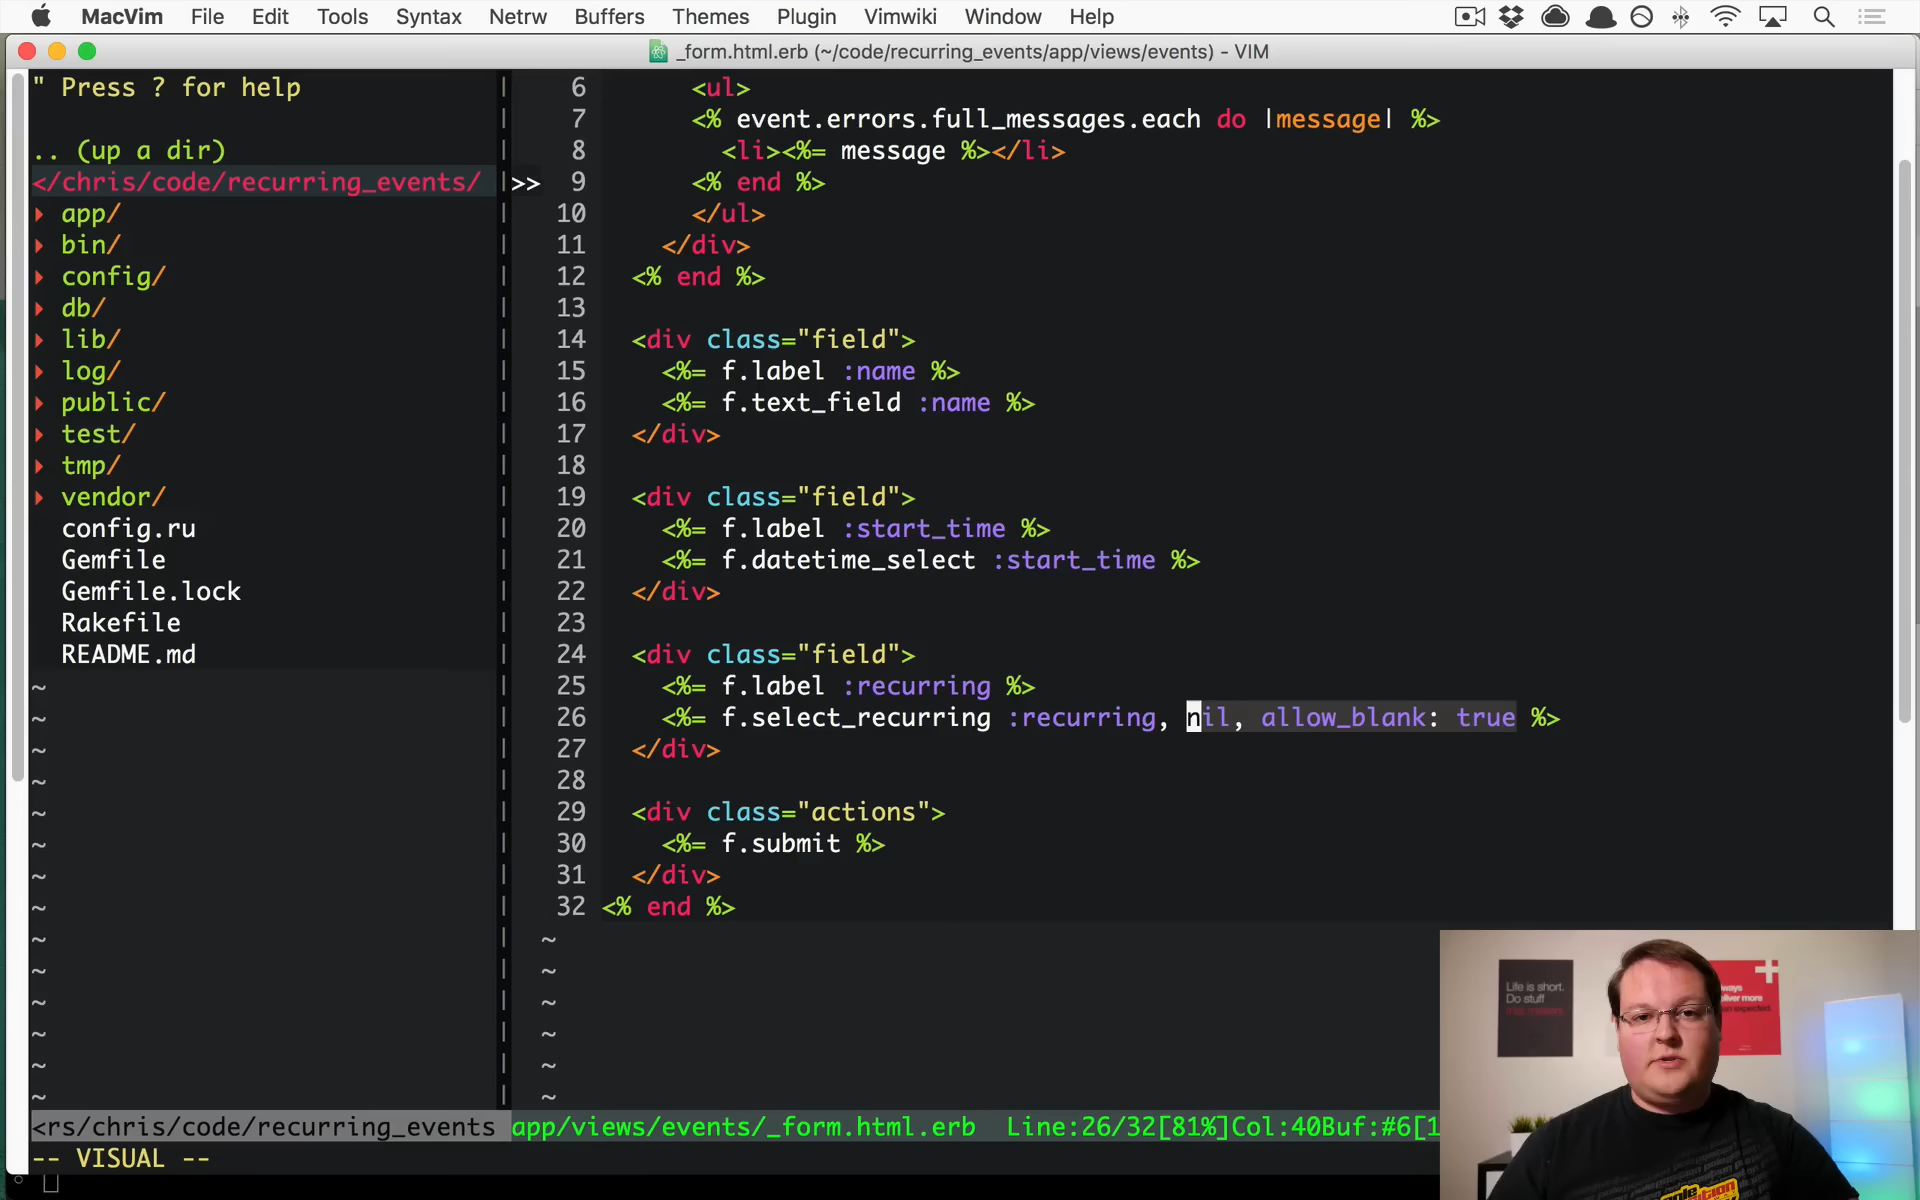 MacVim File Edit Tools Syntax Netrw Buffers Themes Plugin Vimwiki Window Help
_form.html.erb (~/code/recurring_events/app/views/events) - VIM
" Press ? for help
.. (up a dir)
</chris/code/recurring_events/
app/
bin/
config/
db/
lib/
log/
public/
test/
tmp/
vendor/
config.ru
Gemfile
Gemfile.lock
Rakefile
README.md
~
~
~
~
~
~
~
~
~
~
~
~
~
~
6 <ul>
7 <% event.errors.full_messages.each do |message| %>
8 <li><%= message %></li>
>> 9 <% end %>
10 </ul>
11 </div>
12 <% end %>
13
14 <div class="field">
15 <%= f.label :name %>
16 <%= f.text_field :name %>
17 </div>
18
19 <div class="field">
20 <%= f.label :start_time %>
21 <%= f.datetime_select :start_time %>
22 </div>
23
24 <div class="field">
25 <%= f.label :recurring %>
26 <%= f.select_recurring :recurring, nil, allow_blank: true %>
27 </div>
28
29 <div class="actions">
30 <%= f.submit %>
31 </div>
32 <% end %>
~
~
~
~
~
~
<rs/chris/code/recurring_events app/views/events/_form.html.erb Line:26/32[81%]Col:40Buf:#6[1
-- VISUAL --
Life is short.
Do stuff
that matters.